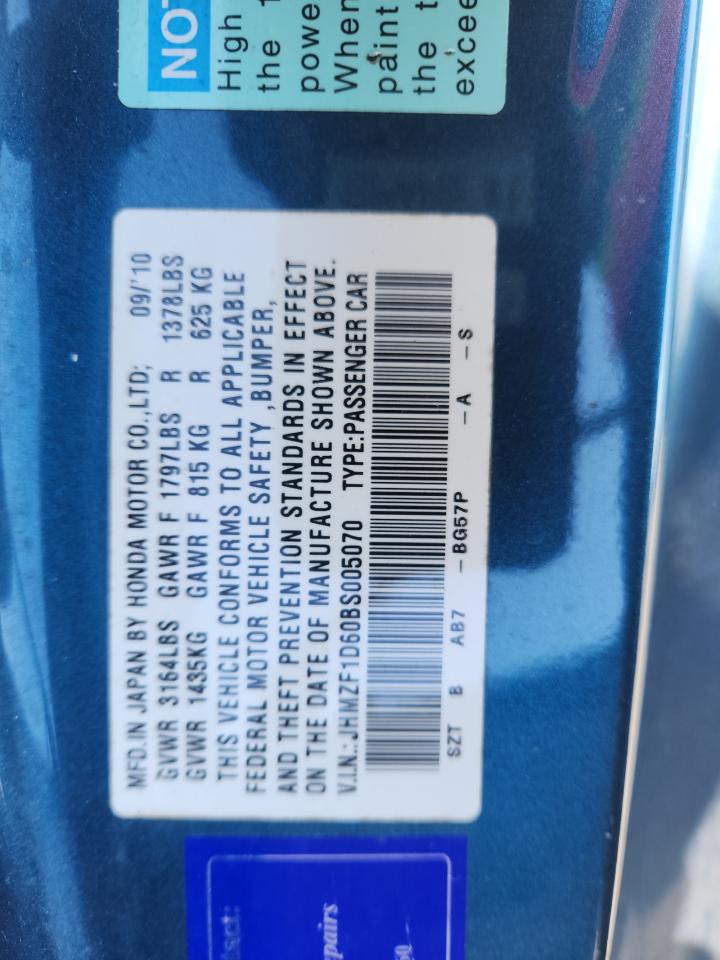 MFD.IN JAPAN BY HONDA MOTOR CO.,LTD; 09/'10
GVWR 3164LBS GAWR F 1797LBS R 1378LBS
GVWR 1435KG GAWR F 815 KG R 625 KG
THIS VEHICLE CONFORMS TO ALL APPLICABLE
FEDERAL MOTOR VEHICLE SAFETY ,BUMPER,
AND THEFT PREVENTION STANDARDS IN EFFECT
ON THE DATE OF MANUFACTURE SHOWN ABOVE.
V.I.N.: JHMZF1D60BS005070 TYPE:PASSENGER CAR
SZT B AB7 -BG57P -A -S
NOT
High
the
powe
When
paint
the t
excee
pairs